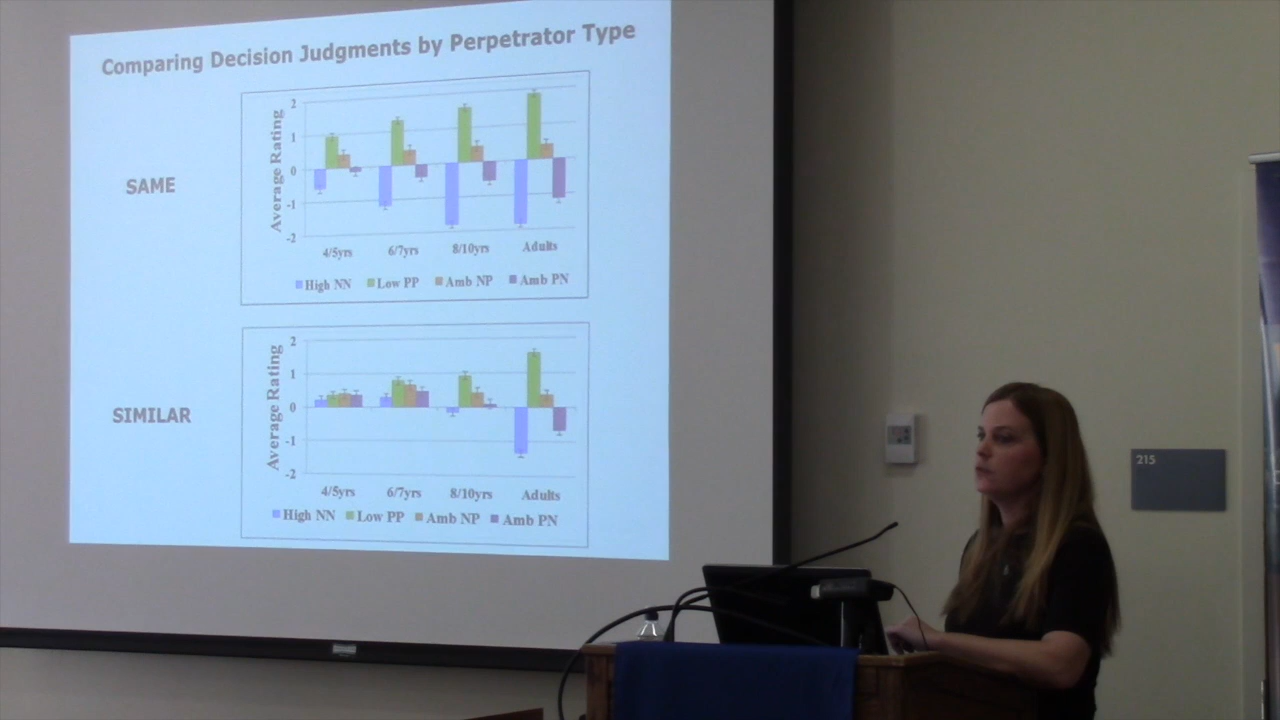 Comparing Decision Judgments by Perpetrator Type
SAME
Average Rating
2
1
0
-1
-2
4/5yrs 6/7yrs 8/10yrs Adults
High NN Low PP Amb NP Amb PN
SIMILAR
Average Rating
2
1
0
-1
-2
4/5yrs 6/7yrs 8/10yrs Adults
High NN Low PP Amb NP Amb PN
215